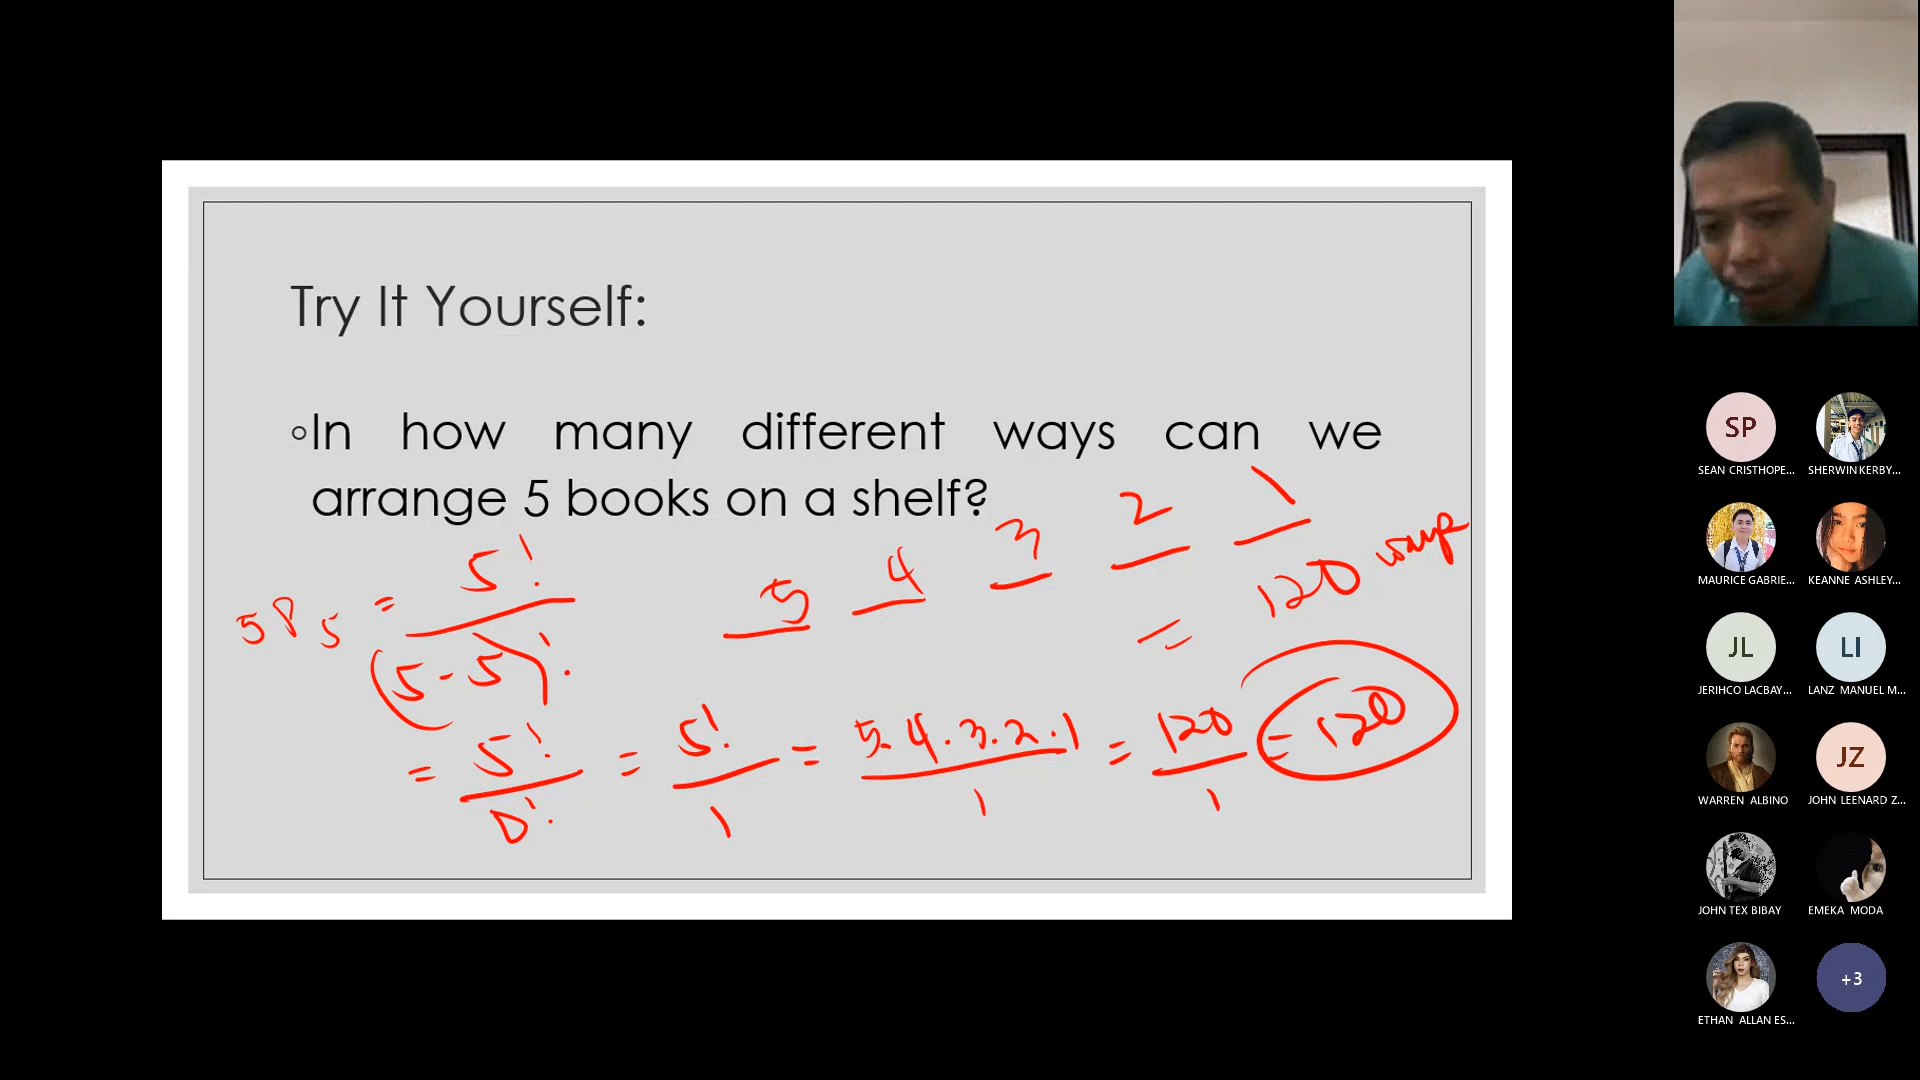 Try It Yourself:
◦In how many different ways can we
arrange 5 books on a shelf?
5 4 3 2 1
= 120 ways
5P5 = 5! / (5-5)!
= 5!/0! = 5!/1 = 5·4·3·2·1/1 = 120/1 = 120
SP
SEAN CRISTHOPE...
SHERWIN KERBY...
MAURICE GABRIE...
KEANNE ASHLEY...
JL
JERIHCO LACBAY...
LI
LANZ MANUEL M...
WARREN ALBINO
JZ
JOHN LEENARD Z...
JOHN TEX BIBAY
EMEKA MODA
ETHAN ALLAN ES...
+3